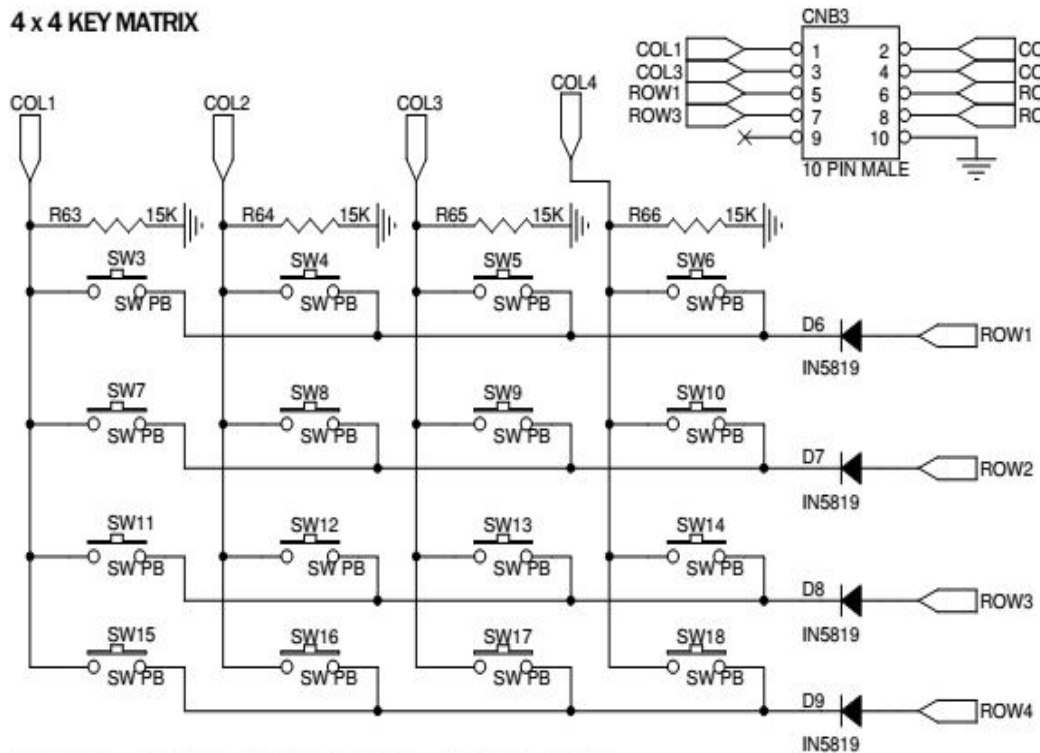 4 x 4 KEY MATRIX
CNB3
COL1 1 2
COL3 3 4
ROW1 5 6
ROW3 7 8
9 10
10 PIN MALE
COL1 COL2 COL3 COL4
R63 15K R64 15K R65 15K R66 15K
SW3 SW4 SW5 SW6
SW PB SW PB SW PB SW PB
D6 ROW1
IN5819
SW7 SW8 SW9 SW10
SW PB SW PB SW PB SW PB
D7 ROW2
IN5819
SW11 SW12 SW13 SW14
SW PB SW PB SW PB SW PB
D8 ROW3
IN5819
SW15 SW16 SW17 SW18
SW PB SW PB SW PB SW PB
D9 ROW4
IN5819